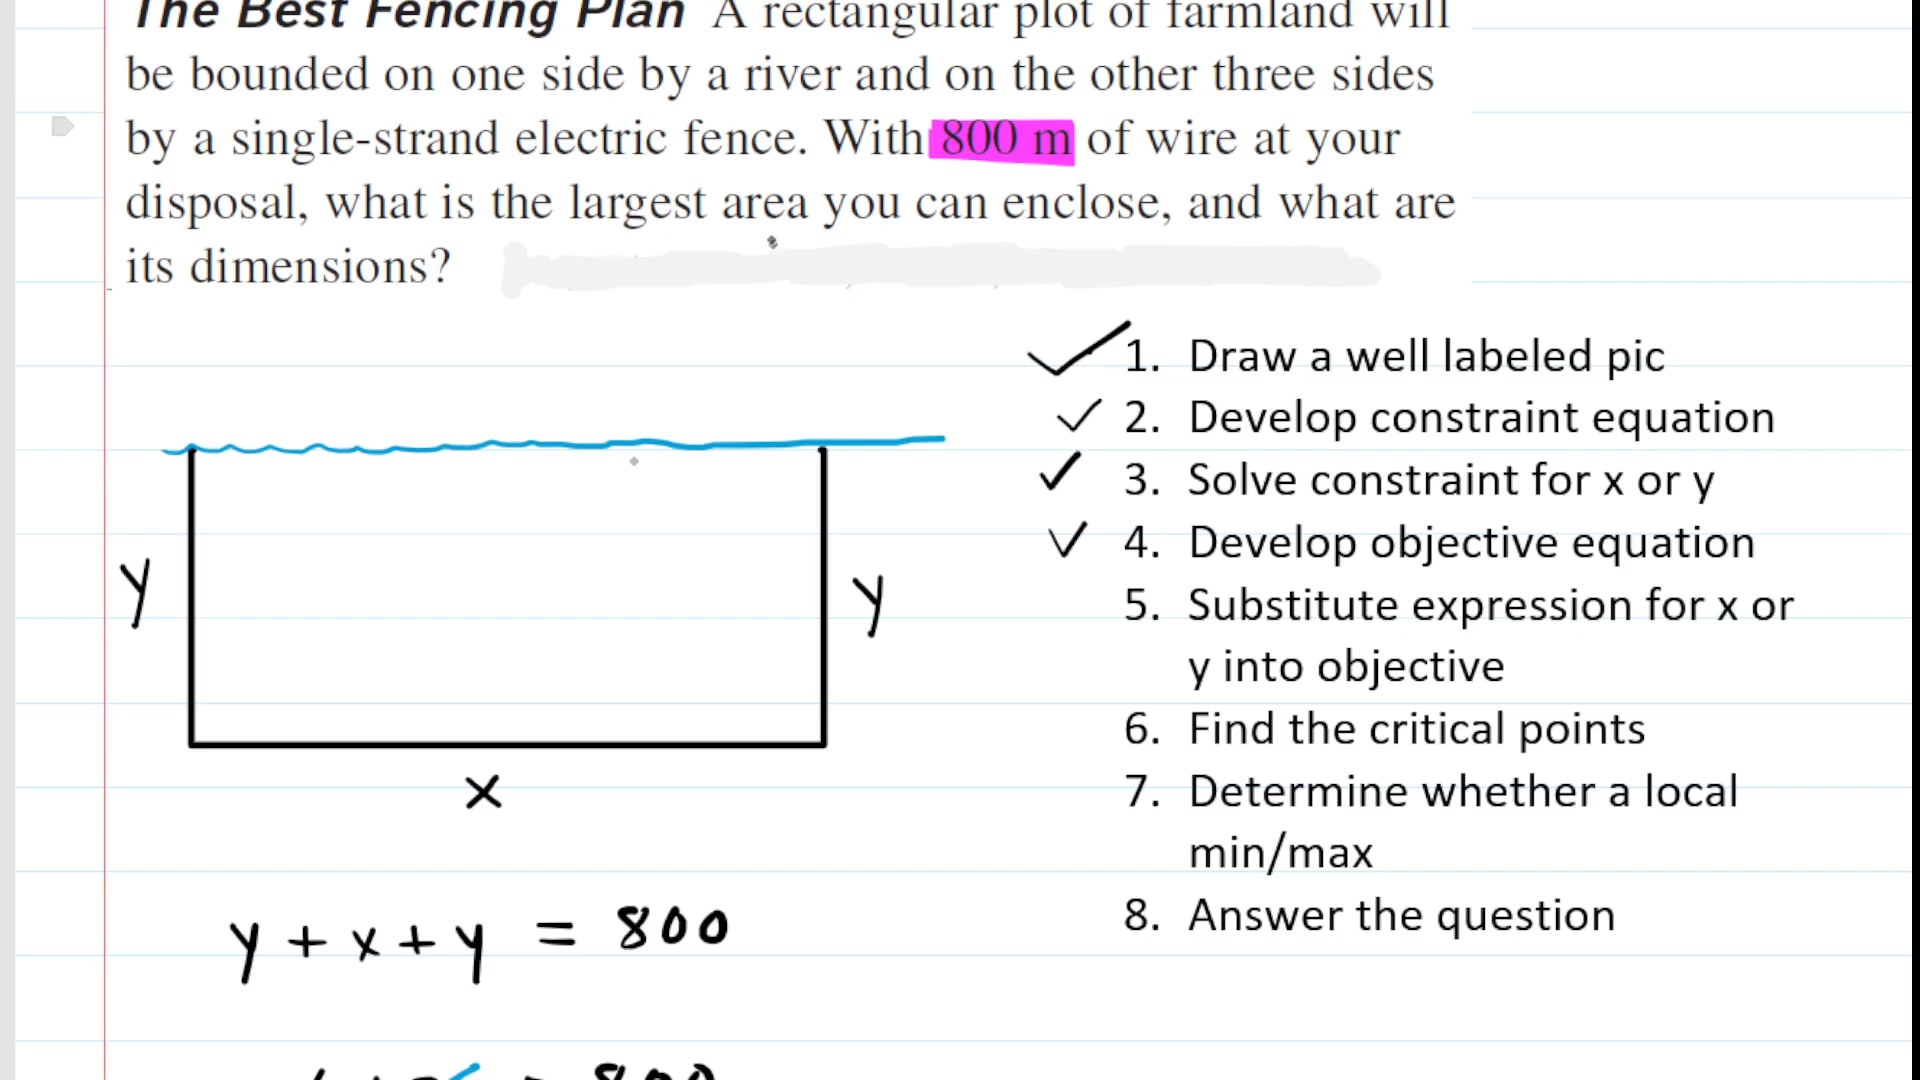 The Best Fencing Plan A rectangular plot of farmland will
be bounded on one side by a river and on the other three sides
by a single-strand electric fence. With 800 m of wire at your
disposal, what is the largest area you can enclose, and what are
its dimensions?
1. Draw a well labeled pic
2. Develop constraint equation
3. Solve constraint for x or y
4. Develop objective equation
5. Substitute expression for x or
y into objective
6. Find the critical points
7. Determine whether a local
min/max
8. Answer the question
y
y
x
y + x + y = 800
= 800